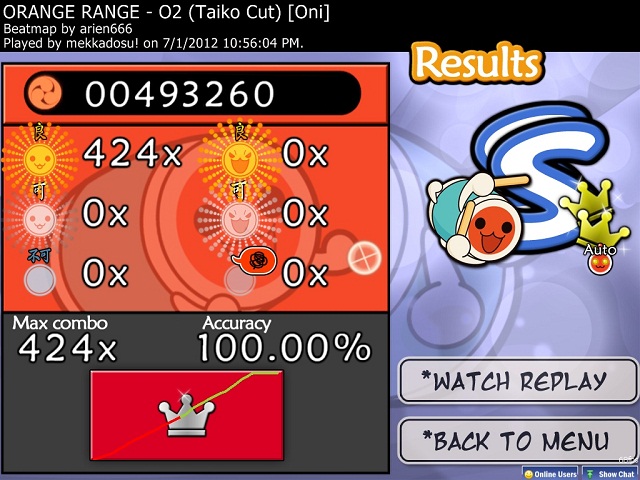 ORANGE RANGE - O2 (Taiko Cut) [Oni]
Beatmap by arien666
Played by mekkadosu! on 7/1/2012 10:56:04 PM.
Results
00493260
良 424x 良 0x
可 0x 可 0x
不可 0x 0x
S
Auto
Max combo Accuracy
424x 100.00%
*WATCH REPLAY
*BACK TO MENU
Online Users Show Chat